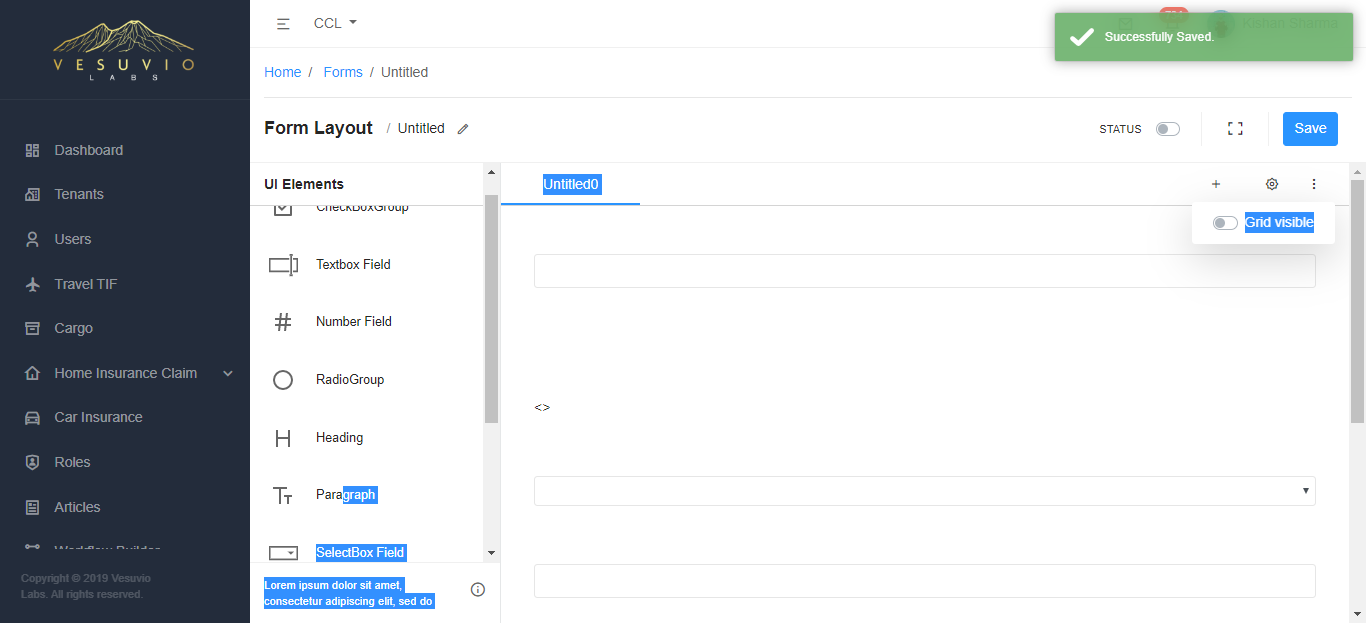 VESUVIO
LABS
Dashboard
Tenants
Users
Travel TIF
Cargo
Home Insurance Claim
Car Insurance
Roles
Articles
Workflow Builder
Copyright © 2019 Vesuvio
Labs. All rights reserved.
CCL
Kishan Sharma
Successfully Saved.
Home / Forms / Untitled
Form Layout / Untitled
STATUS
Save
UI Elements
CheckBoxGroup
Textbox Field
Number Field
RadioGroup
Heading
Paragraph
SelectBox Field
Lorem ipsum dolor sit amet,
consectetur adipiscing elit, sed do
Untitled0
Grid visible
<>